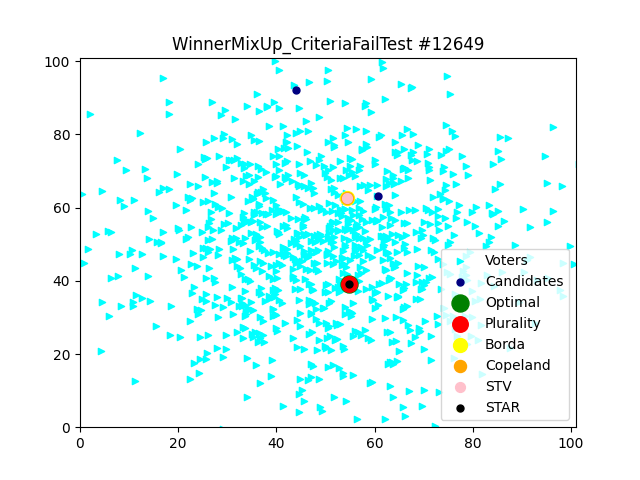 WinnerMixUp_CriteriaFailTest #12649
100
80
60
40
20
0
0
20
40
60
80
100
Voters
Candidates
Optimal
Plurality
Borda
Copeland
STV
STAR